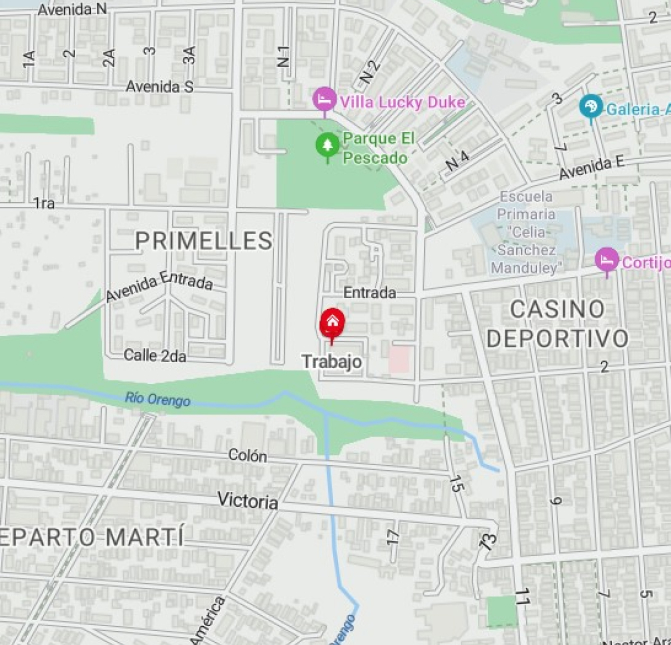 Avenida N
1A
2
2A
3
3A
N 1
N 2
2
Avenida S
Villa Lucky Duke
3
Galeria-A
Parque El
Pescado
N 4
7
Avenida E
1ra
Escuela
Primaria
"Celia
Sanchez
Manduley"
PRIMELLES
Cortijo
Avenida Entrada
Entrada
CASINO
DEPORTIVO
Trabajo
Calle 2da
2
Río Orengo
Colón
15
Victoria
9
EPARTO MARTÍ
17
13
11
7
5
América
Orengo